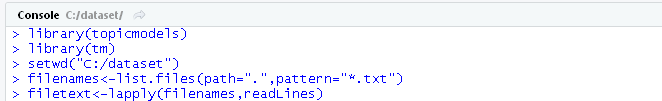 Console C:/dataset/
> library(topicmodels)
> library(tm)
> setwd("C:/dataset")
> filenames<-list.files(path=".",pattern="*.txt")
> filetext<-lapply(filenames,readLines)